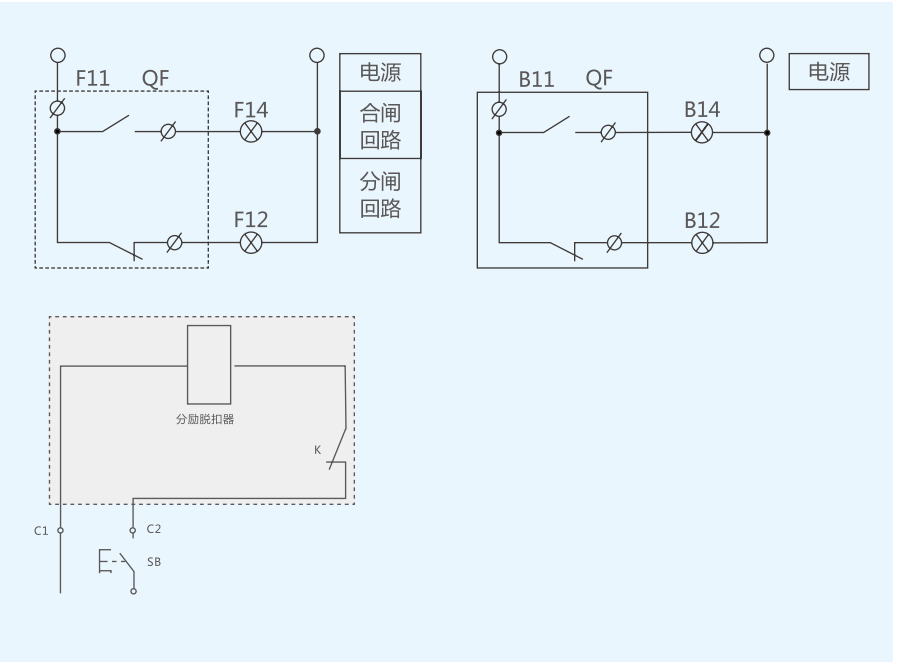 F11 QF
F14
F12
电源
合闸
回路
分闸
回路
B11 QF
B14
B12
电源
分励脱扣器
K
C1
C2
SB